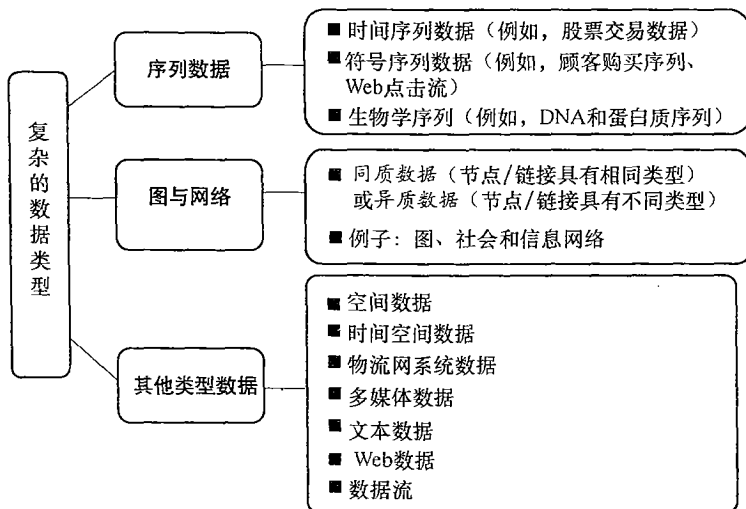 复杂的数据类型
序列数据
■ 时间序列数据（例如，股票交易数据）
■ 符号序列数据（例如，顾客购买序列、
Web点击流）
■ 生物学序列（例如，DNA和蛋白质序列）
图与网络
■ 同质数据（节点/链接具有相同类型）
或异质数据（节点/链接具有不同类型）
■ 例子：图、社会和信息网络
其他类型数据
■ 空间数据
■ 时间空间数据
■ 物流网系统数据
■ 多媒体数据
■ 文本数据
■ Web数据
■ 数据流